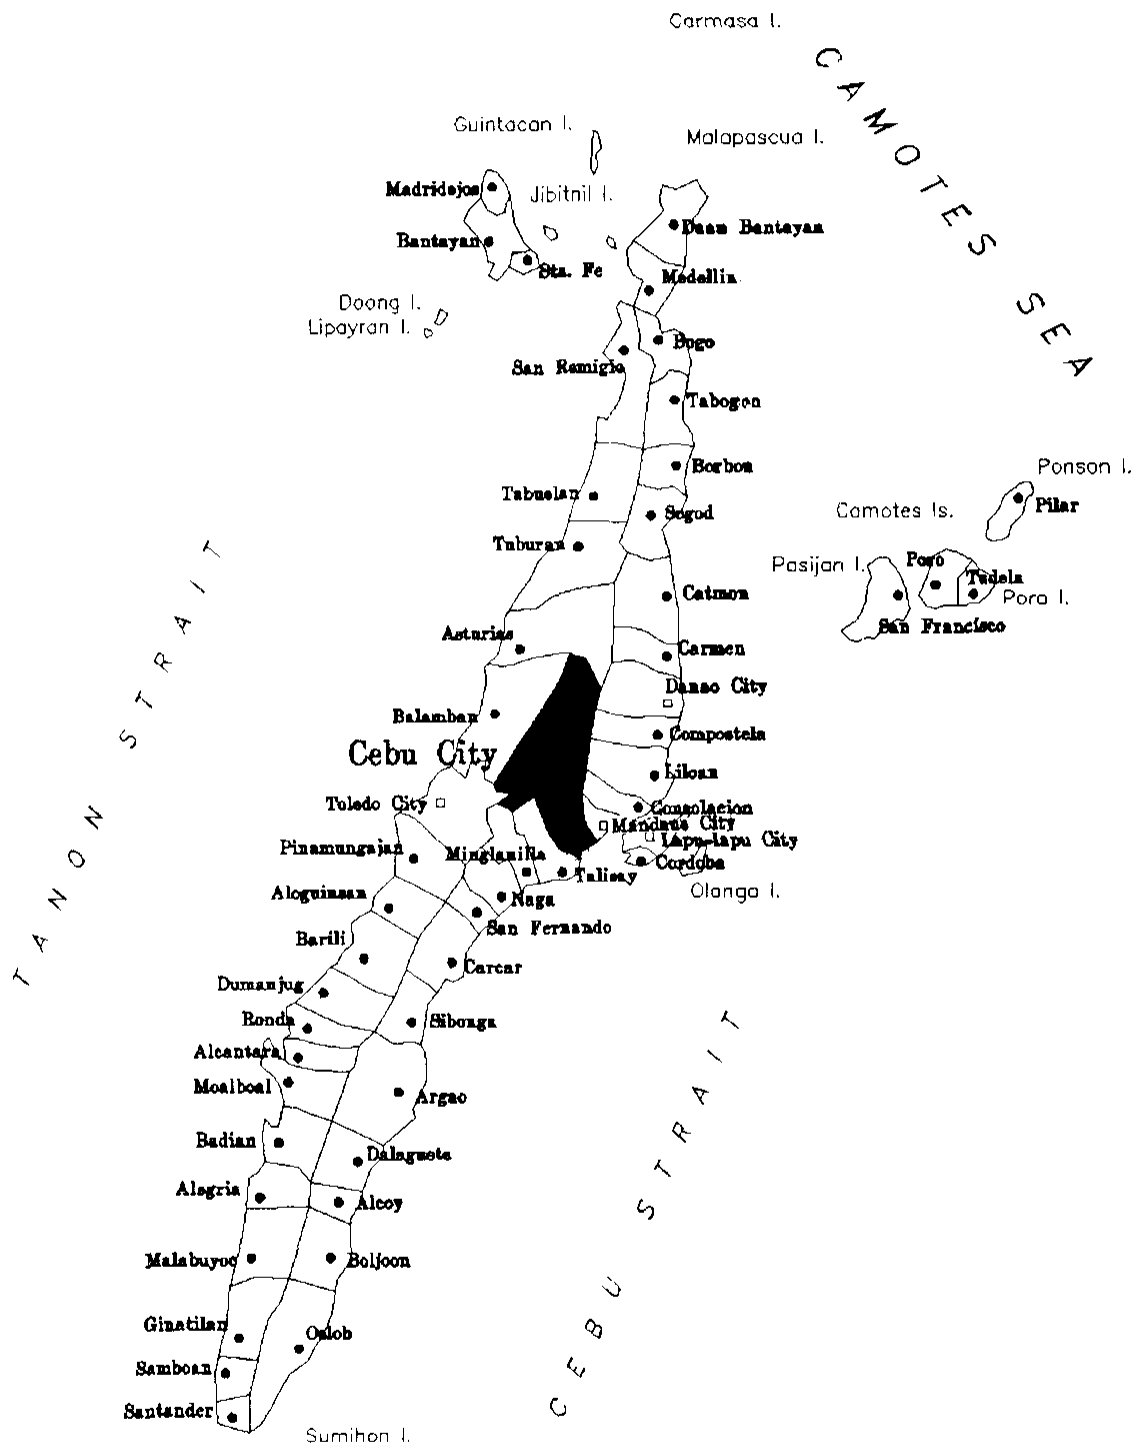 Carmasa I.
CAMOTES SEA
Guintacan I.
Malapascua I.
Madridejos
Jibitnil I.
Daan Bantayan
Bantayan
Sta. Fe
Medellin
Doong I.
Lipayran I.
Bogo
San Remigio
Tabogon
Borbon
Ponson I.
Tabuelan
Pilar
Sogod
Camotes Is.
Tuburan
Poro
Pasijan I.
Tudela
Catmon
Poro I.
San Francisco
Asturias
Carmen
Danao City
Balamban
Compostela
Cebu City
Liloan
Toledo City
Consolacion
Mandaue City
Lapu-lapu City
Pinamungajan
Minglanilla
Cordoba
Talisay
Olango I.
Aloguinsan
Naga
San Fernando
Barili
Carcar
TANON STRAIT
Dumanjug
Ronda
Sibonga
Alcantara
Moalboal
Argao
Badian
Dalaguete
Alegria
Alcoy
Malabuyoc
Boljoon
CEBU STRAIT
Ginatilan
Oslob
Samboan
Santander
Sumihon I.